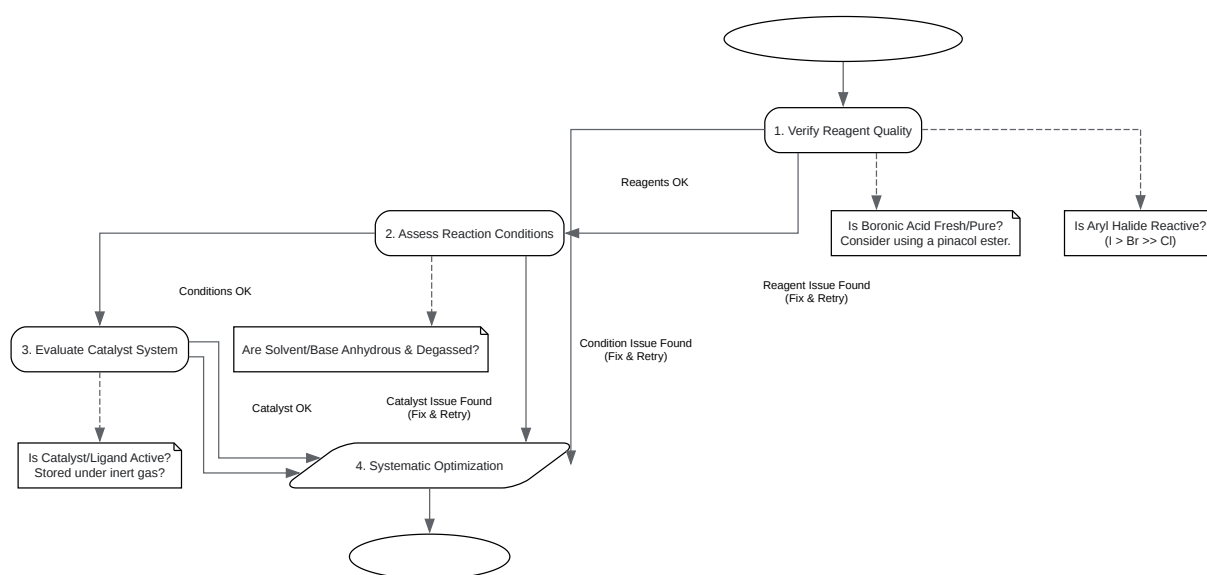 1. Verify Reagent Quality
Reagents OK
Is Boronic Acid Fresh/Pure?
Consider using a pinacol ester.
Is Aryl Halide Reactive?
(I > Br >> Cl)
2. Assess Reaction Conditions
Conditions OK
Reagent Issue Found
(Fix & Retry)
3. Evaluate Catalyst System
Are Solvent/Base Anhydrous & Degassed?
Condition Issue Found
(Fix & Retry)
Catalyst OK
Catalyst Issue Found
(Fix & Retry)
Is Catalyst/Ligand Active?
Stored under inert gas?
4. Systematic Optimization